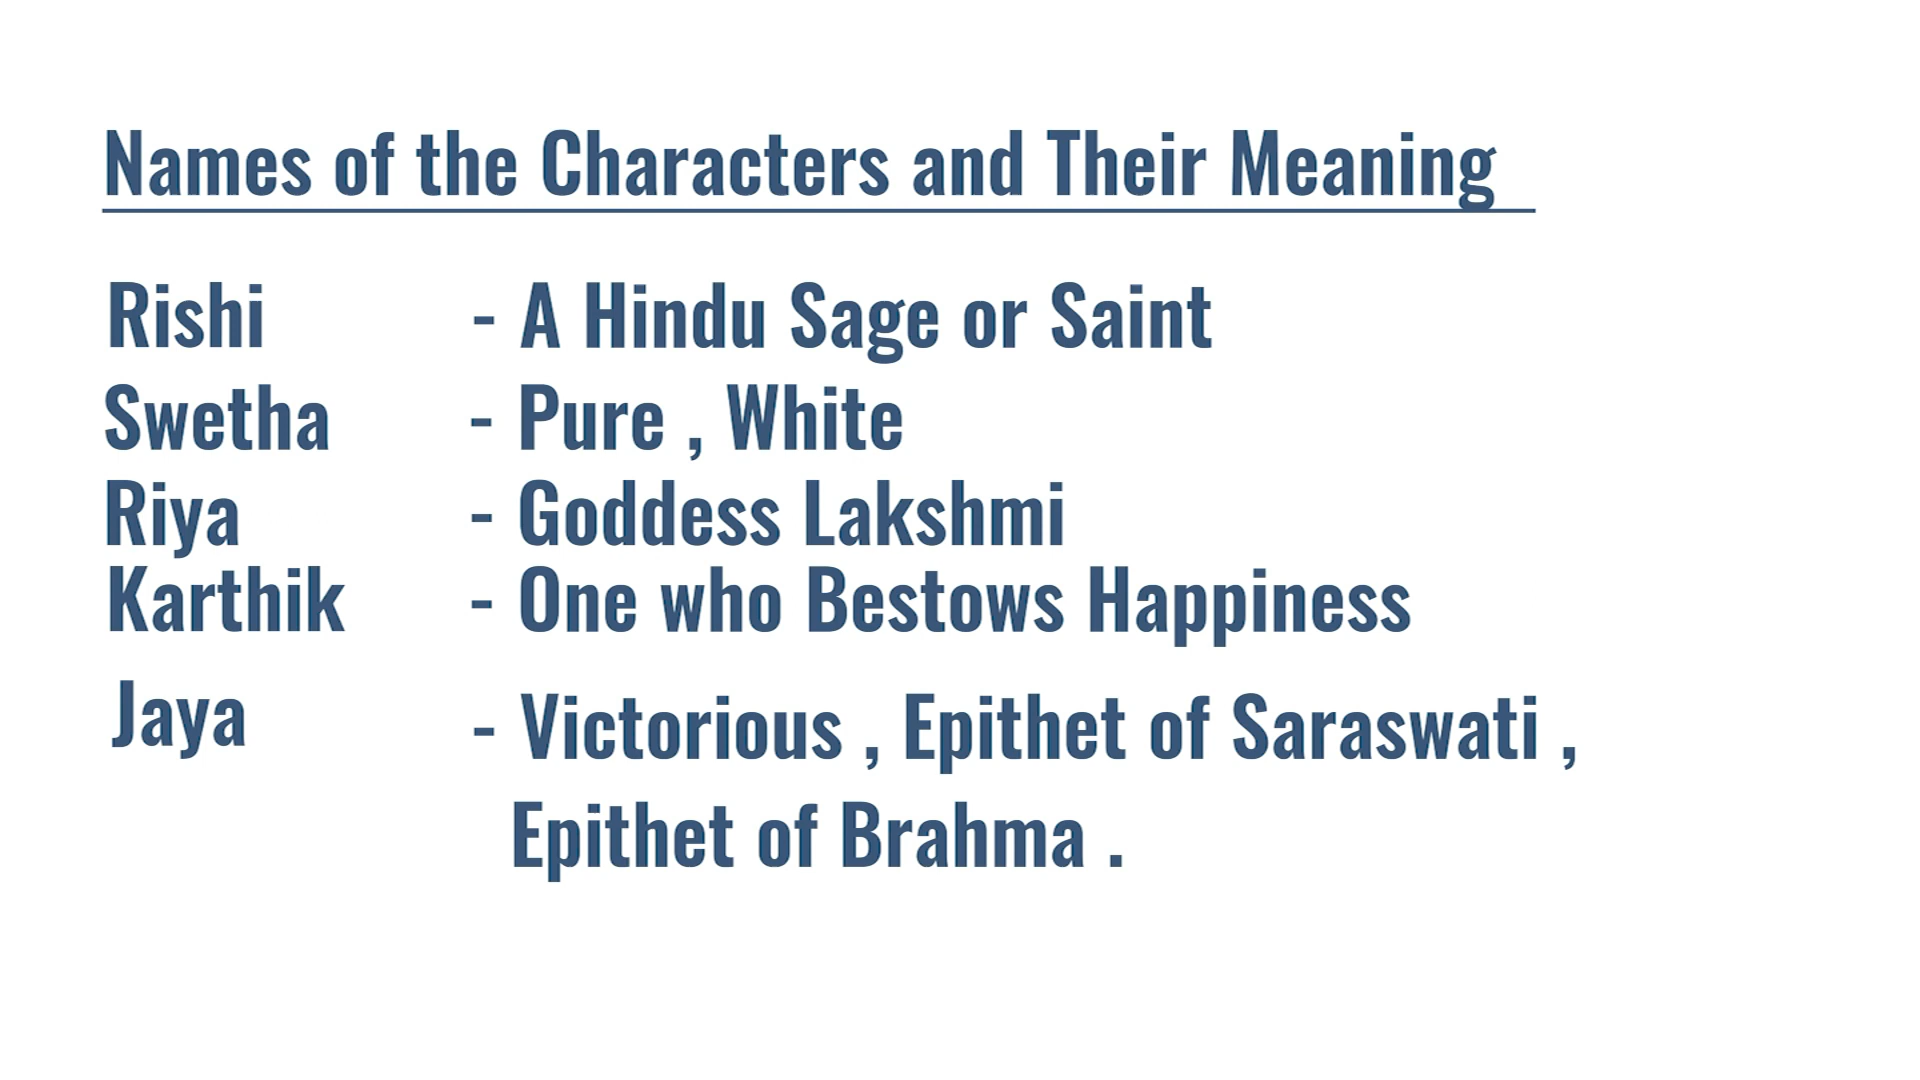 Names of the Characters and Their Meaning
Rishi - A Hindu Sage or Saint
Swetha - Pure , White
Riya - Goddess Lakshmi
Karthik - One who Bestows Happiness
Jaya - Victorious , Epithet of Saraswati ,
Epithet of Brahma .